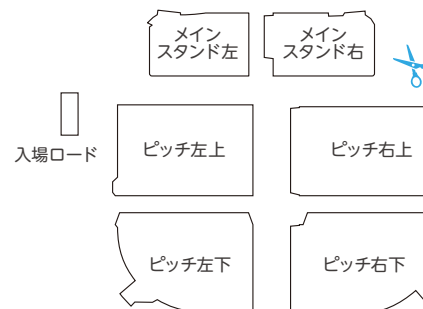 メイン
スタンド左
メイン
スタンド右
入場ロード
ピッチ左上
ピッチ右上
ピッチ左下
ピッチ右下